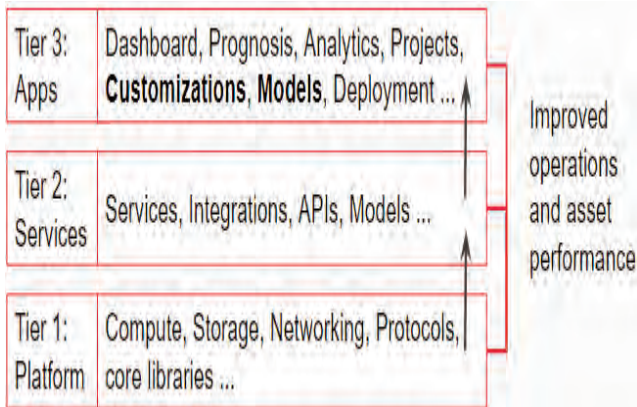 Tier 3:
Apps
Dashboard, Prognosis, Analytics, Projects,
Customizations, Models, Deployment ...
Tier 2:
Services
Services, Integrations, APIs, Models ...
Tier 1:
Platform
Compute, Storage, Networking, Protocols,
core libraries ...
Improved
operations
and asset
performance